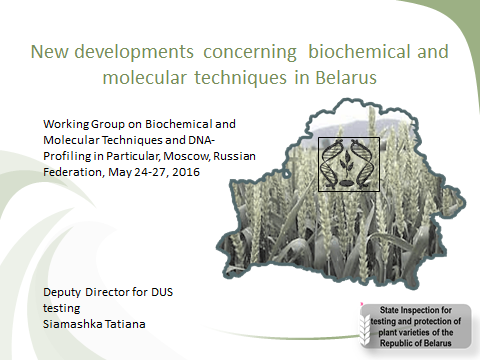 New developments concerning biochemical and
molecular techniques in Belarus
Working Group on Biochemical and
Molecular Techniques and DNA-
Profiling in Particular, Moscow, Russian
Federation, May 24-27, 2016
Deputy Director for DUS
testing
Siamashka Tatiana
State Inspection for
testing and protection of
plant varieties of the
Republic of Belarus